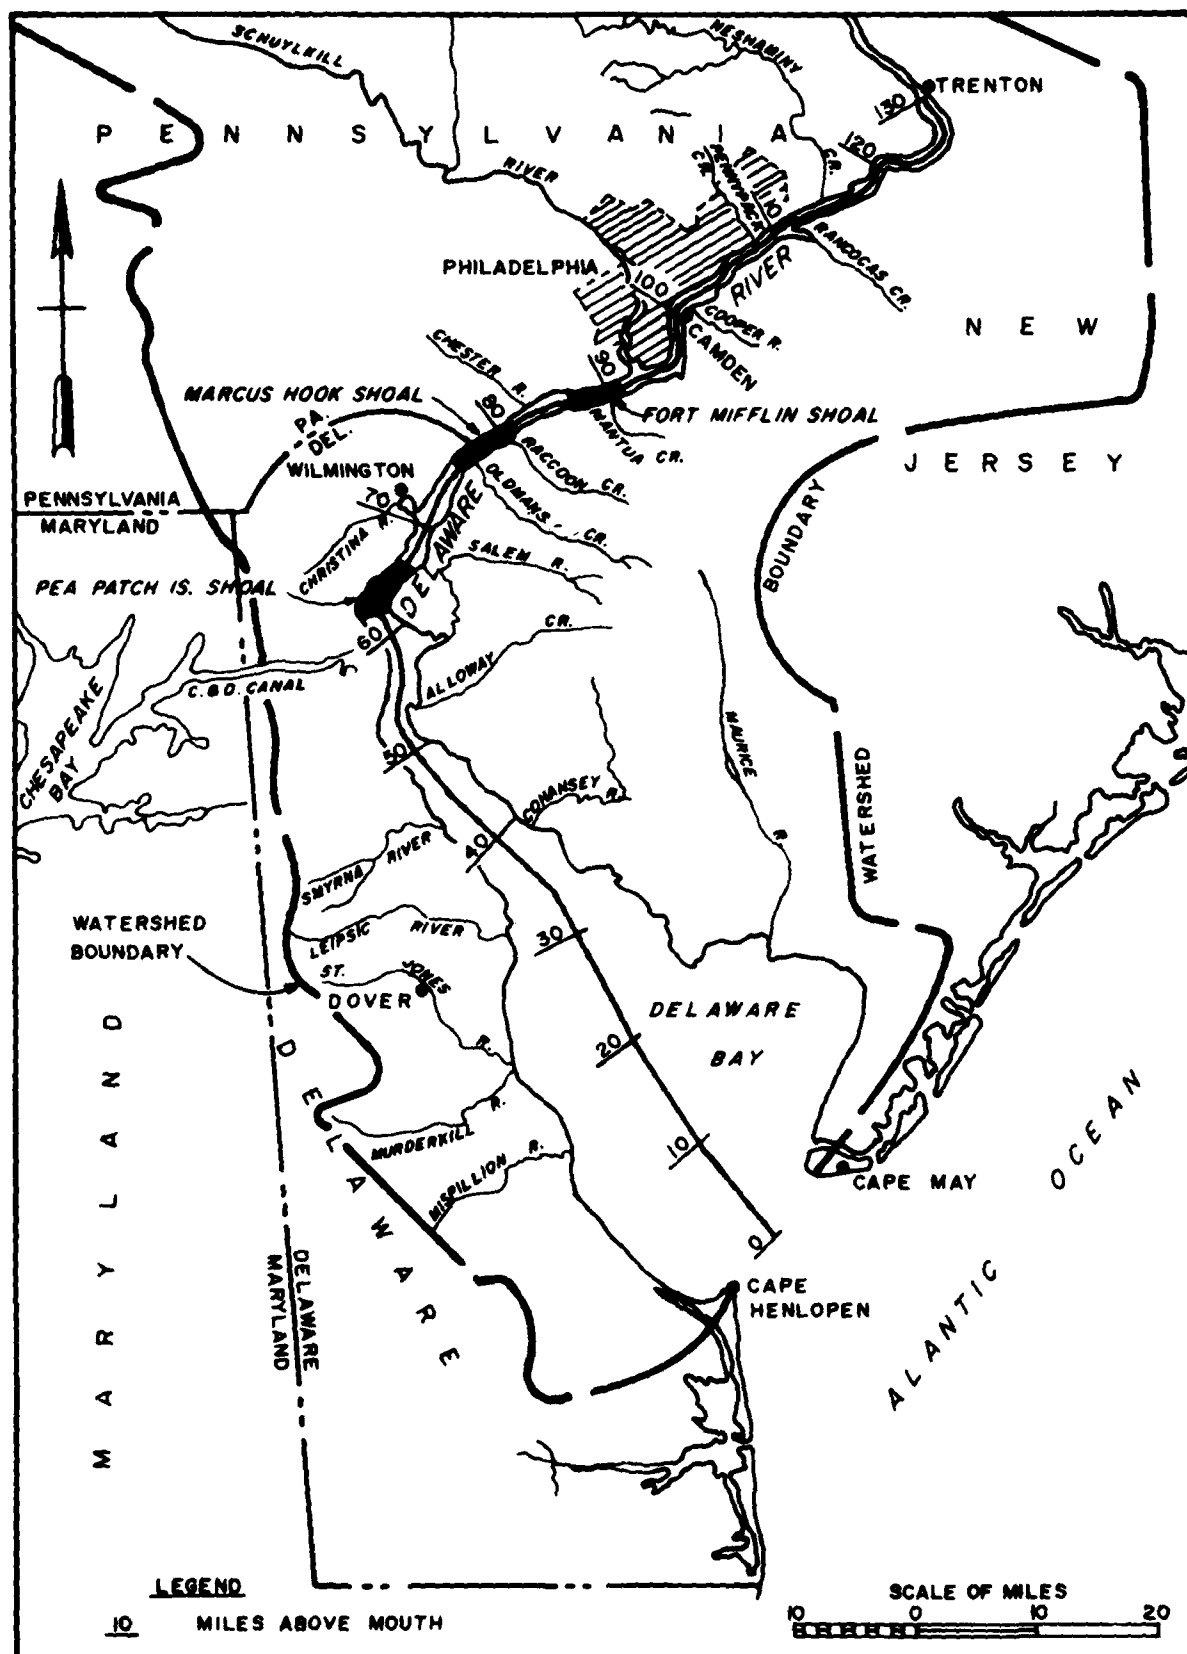 SCHUYLKILL
NESHAMINY
TRENTON
130
PENNSYLVANIA
120
CR.
RIVER
PENNYPACK
CR.
110
RANCOCAS CR.
PHILADELPHIA
100
RIVER
COOPER R.
NEW
CAMDEN
CHESTER R.
90
MARCUS HOOK SHOAL
80
FORT MIFFLIN SHOAL
MANTUA CR.
PA.
DEL.
RACCOON CR.
JERSEY
WILMINGTON
OLDMANS CR.
70
PENNSYLVANIA
MARYLAND
DELAWARE
CHRISTINA R.
SALEM R.
BOUNDARY
PEA PATCH IS. SHOAL
60
CR.
ALLOWAY
C.&D. CANAL
CHESAPEAKE
BAY
50
MAURICE
R.
COHANSEY
R.
WATERSHED
40
SMYRNA RIVER
WATERSHED
BOUNDARY
LEIPSIC RIVER
30
ST. JONES
R.
DOVER
DELAWARE
BAY
20
MARYLAND
DELAWARE
MURDERKILL R.
10
MISPILLION R.
CAPE MAY
OCEAN
0
DELAWARE
MARYLAND
CAPE
HENLOPEN
ALANTIC
LEGEND
10 MILES ABOVE MOUTH
SCALE OF MILES
10 0 10 20